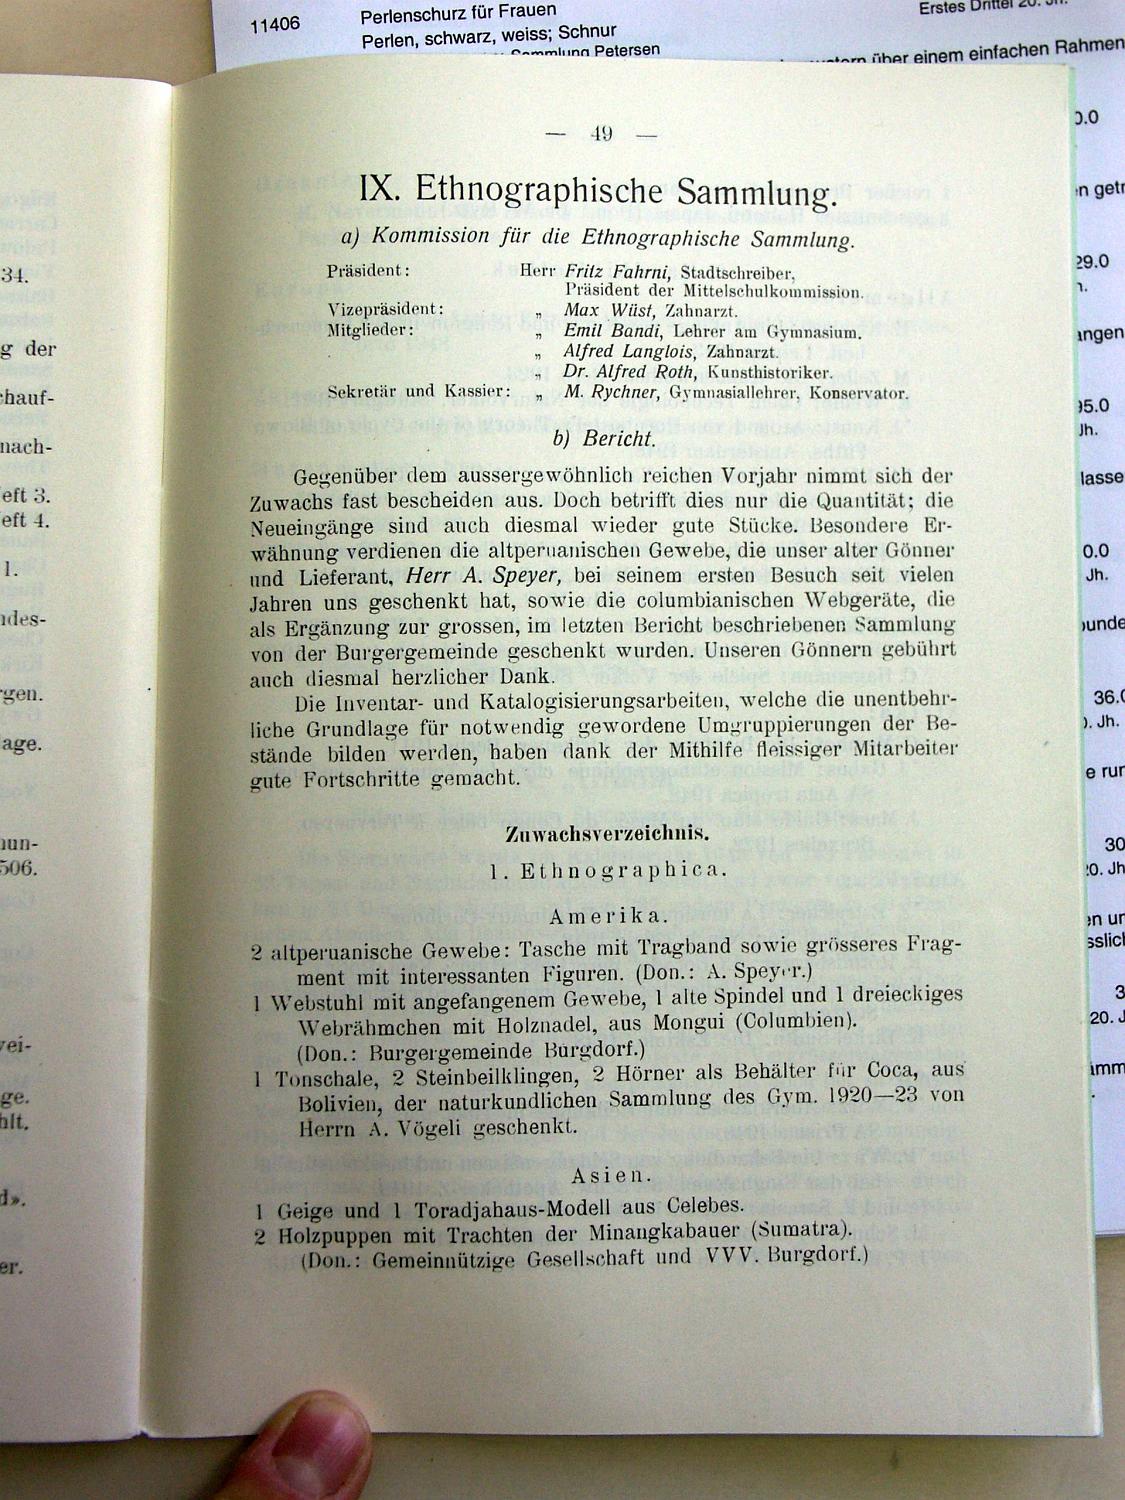 11406 Perlenschurz für Frauen
Perlen, schwarz, weiss; Schnur
Sammlung Petersen
Erstes Drittel 20. Jh.
über einem einfachen Rahmen
— 49 —
IX. Ethnographische Sammlung.
a) Kommission für die Ethnographische Sammlung.
Präsident: Herr Fritz Fahrni, Stadtschreiber,
Präsident der Mittelschulkommission.
Vizepräsident: „ Max Wüst, Zahnarzt.
Mitglieder: „ Emil Bandi, Lehrer am Gymnasium.
„ Alfred Langlois, Zahnarzt.
„ Dr. Alfred Roth, Kunsthistoriker.
Sekretär und Kassier: „ M. Rychner, Gymnasiallehrer, Konservator.
b) Bericht.
Gegenüber dem aussergewöhnlich reichen Vorjahr nimmt sich der
Zuwachs fast bescheiden aus. Doch betrifft dies nur die Quantität; die
Neueingänge sind auch diesmal wieder gute Stücke. Besondere Er-
wähnung verdienen die altperuanischen Gewebe, die unser alter Gönner
und Lieferant, Herr A. Speyer, bei seinem ersten Besuch seit vielen
Jahren uns geschenkt hat, sowie die columbianischen Webgeräte, die
als Ergänzung zur grossen, im letzten Bericht beschriebenen Sammlung
von der Burgergemeinde geschenkt wurden. Unseren Gönnern gebührt
auch diesmal herzlicher Dank.
Die Inventar- und Katalogisierungsarbeiten, welche die unentbehr-
liche Grundlage für notwendig gewordene Umgruppierungen der Be-
stände bilden werden, haben dank der Mithilfe fleissiger Mitarbeiter
gute Fortschritte gemacht.
Zuwachsverzeichnis.
1. Ethnographica.
Amerika.
2 altperuanische Gewebe: Tasche mit Tragband sowie grösseres Frag-
ment mit interessanten Figuren. (Don.: A. Speyer.)
1 Webstuhl mit angefangenem Gewebe, 1 alte Spindel und 1 dreieckiges
Webrähmchen mit Holznadel, aus Mongui (Columbien).
(Don.: Burgergemeinde Burgdorf.)
1 Tonschale, 2 Steinbeilklingen, 2 Hörner als Behälter für Coca, aus
Bolivien, der naturkundlichen Sammlung des Gym. 1920—23 von
Herrn A. Vögeli geschenkt.
Asien.
1 Geige und 1 Toradjahaus-Modell aus Celebes.
2 Holzpuppen mit Trachten der Minangkabauer (Sumatra).
(Don.: Gemeinnützige Gesellschaft und VVV. Burgdorf.)